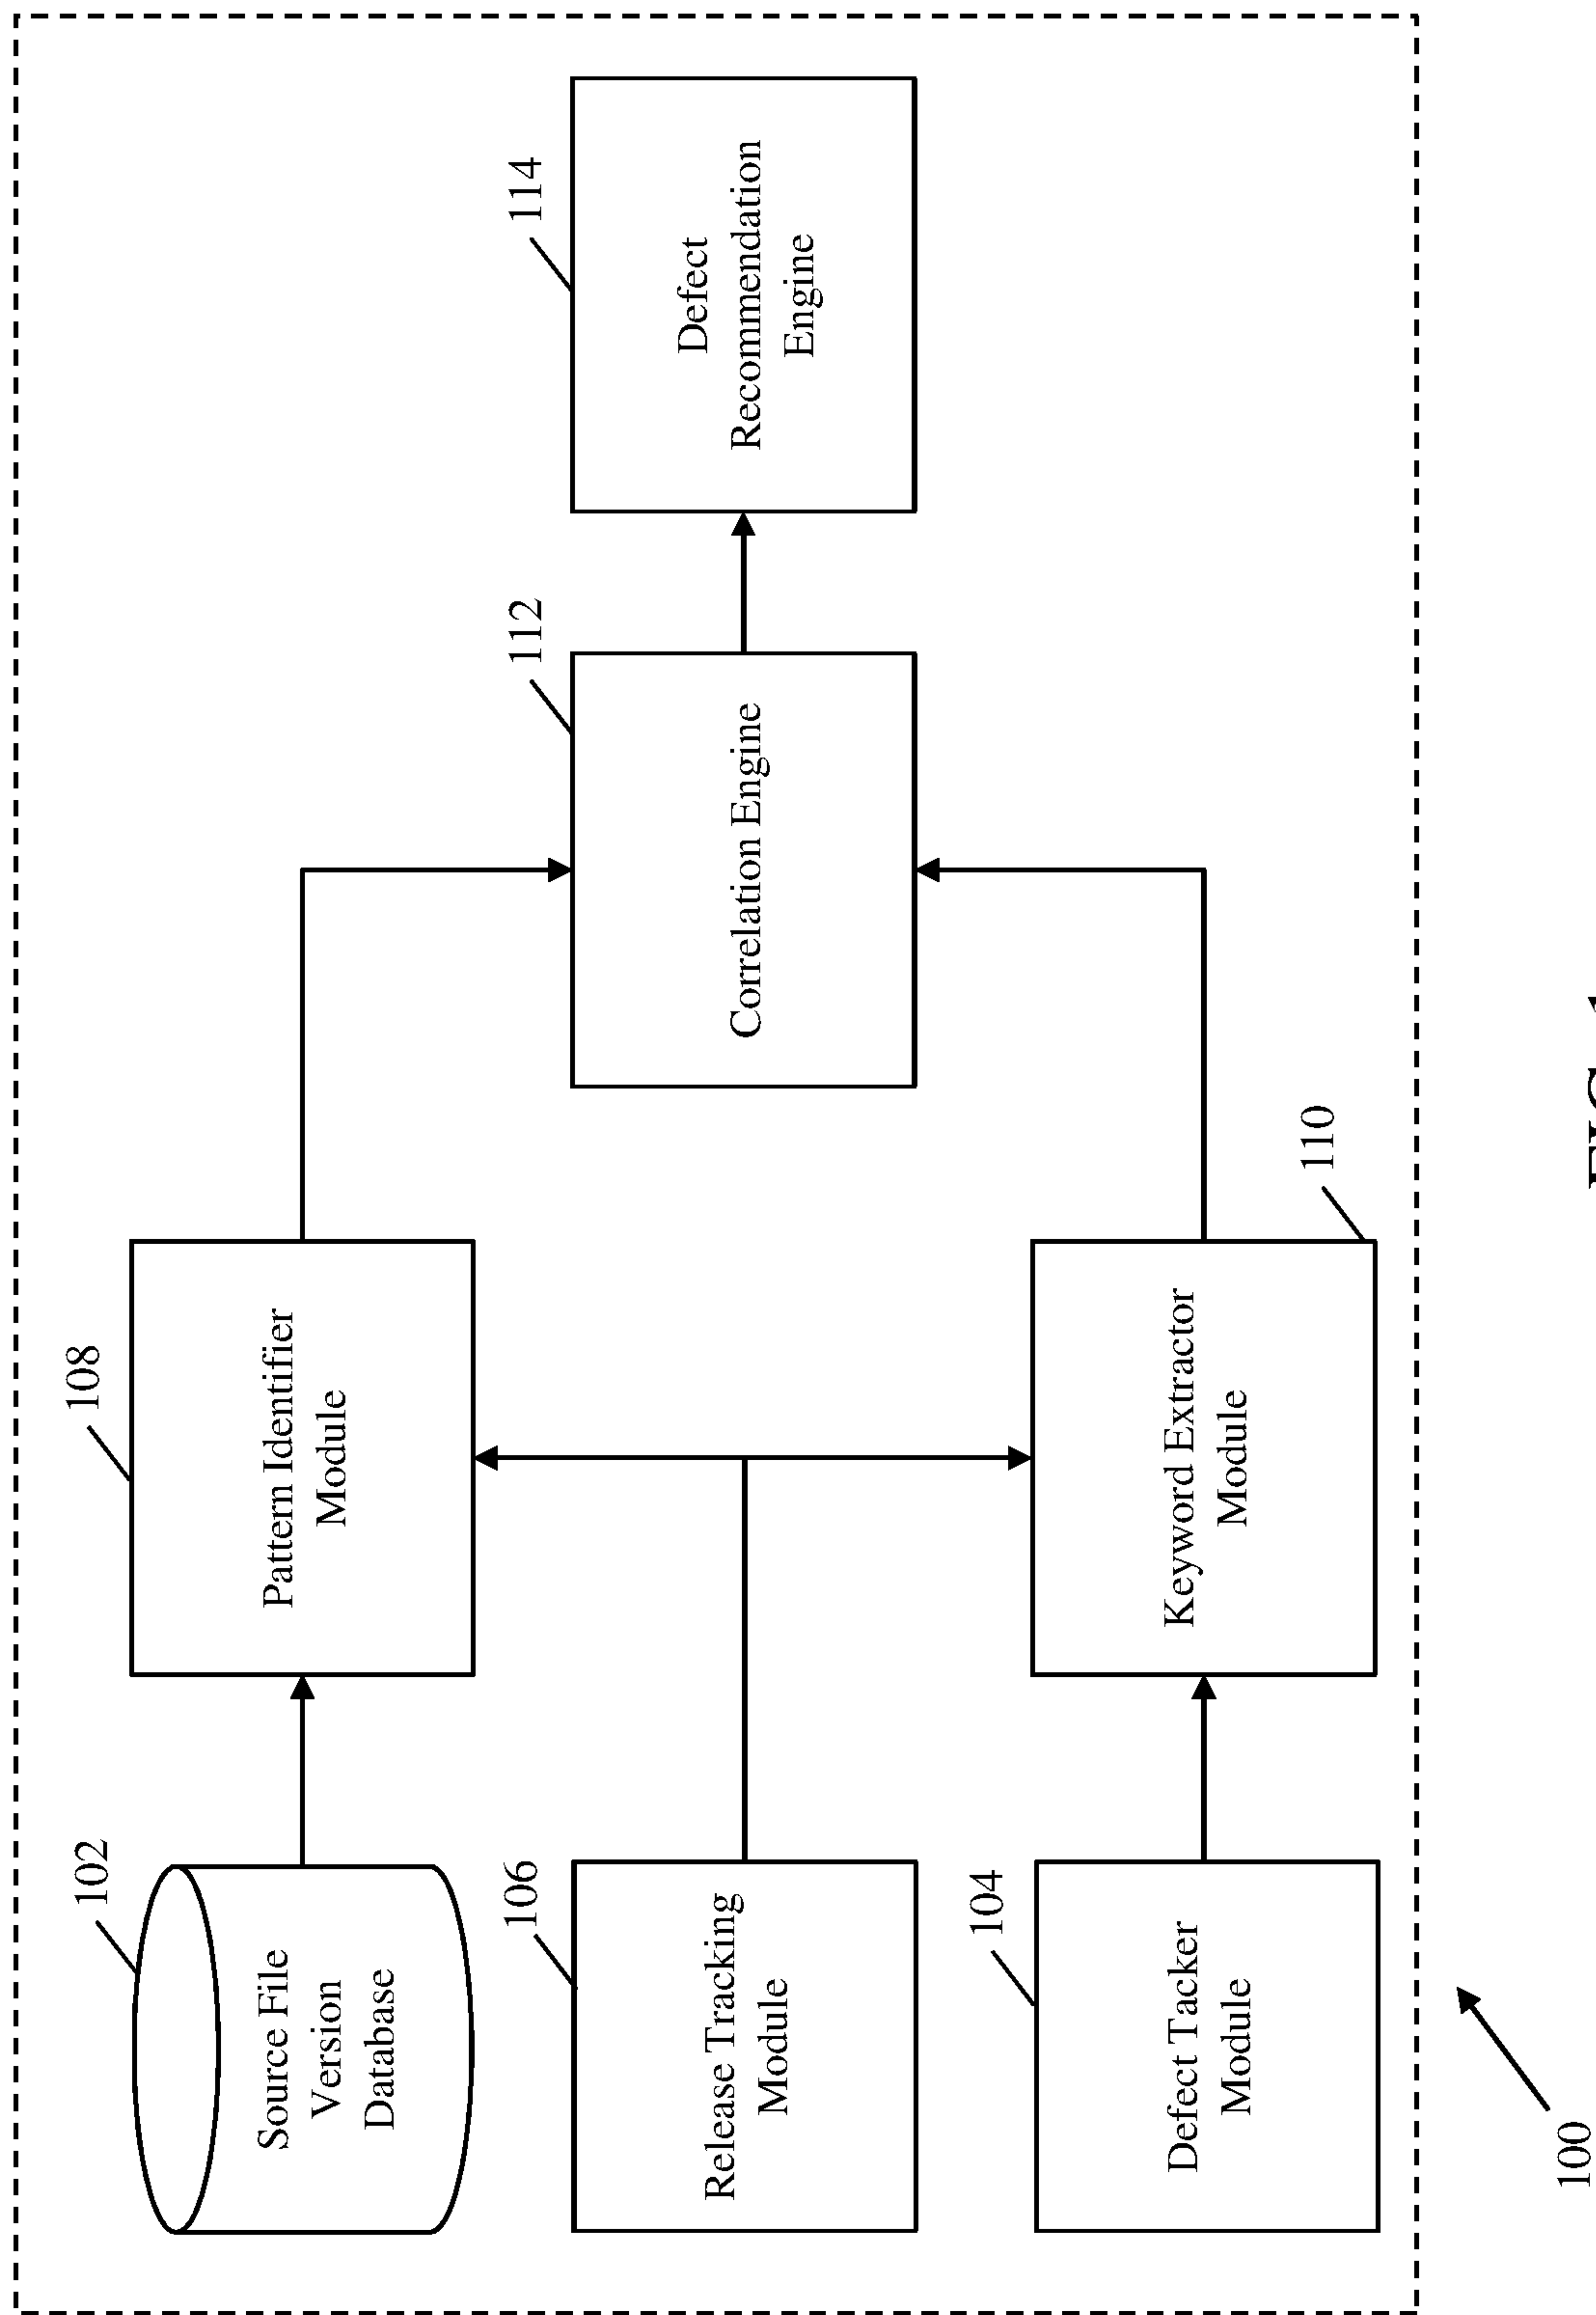 102
Source File
Version
Database
108
Pattern Identifier
Module
106
Release Tracking
Module
112
Correlation Engine
114
Defect
Recommendation
Engine
104
Defect Tacker
Module
110
Keyword Extractor
Module
100